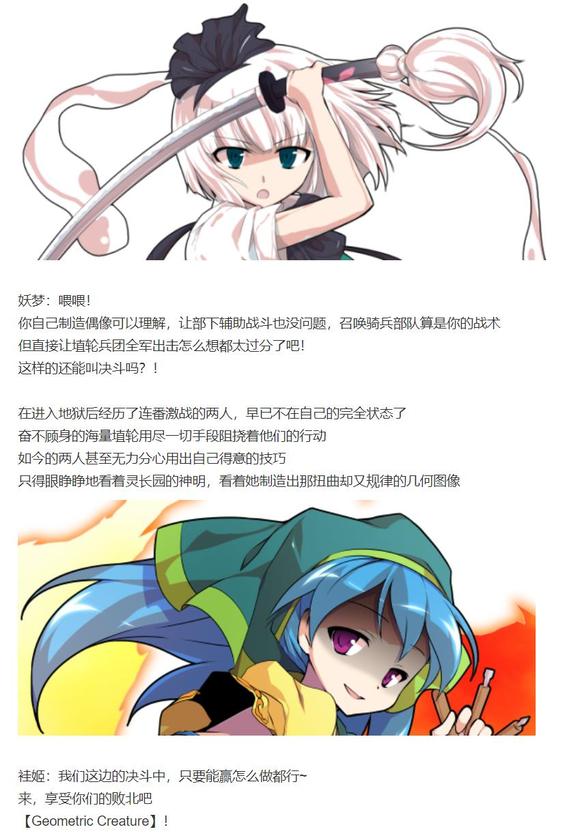 妖梦：喂喂！
你自己制造偶像可以理解，让部下辅助战斗也没问题，召唤骑兵部队算是你的战术
但直接让埴轮兵团全军出击怎么想都太过分了吧！
这样的还能叫决斗吗？！
在进入地狱后经历了连番激战的两人，早已不在自己的完全状态了
奋不顾身的海量埴轮用尽一切手段阻挠着他们的行动
如今的两人甚至无力分心用出自己得意的技巧
只得眼睁睁地看着灵长园的神明，看着她制造出那扭曲却又规律的几何图像
袿姬：我们这边的决斗中，只要能赢怎么做都行~
来，享受你们的败北吧
【Geometric Creature】！